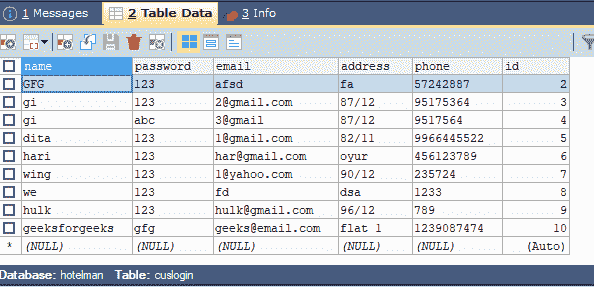 1 Messages 2 Table Data 3 Info
name password email address phone id
GFG 123 afsd fa 57242887 2
gi 123 2@gmail.com 87/12 95175364 3
gi abc 3@gmail 87/12 9517564 4
dita 123 1@gmail.com 82/11 9966445522 5
hari 123 har@gmail.com oyur 456123789 6
wing 123 1@yahoo.com 90/12 235724 7
we 123 fd dsa 1233 8
hulk 123 hulk@gmail.com 96/12 789 9
geeksforgeeks gfg geeks@email.com flat 1 1239087474 10
* (NULL) (NULL) (NULL) (NULL) (NULL) (Auto)
Database: hotelman Table: cuslogin